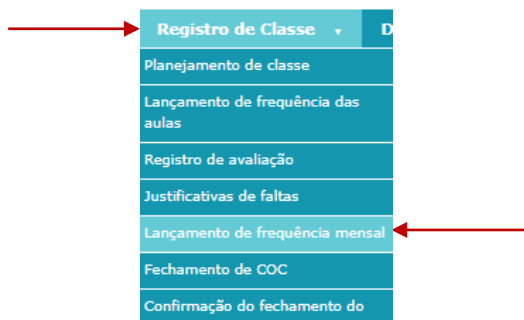 Registro de Classe D
Planejamento de classe
Lançamento de frequência das
aulas
Registro de avaliação
Justificativas de faltas
Lançamento de frequência mensal
Fechamento de COC
Confirmação do fechamento do